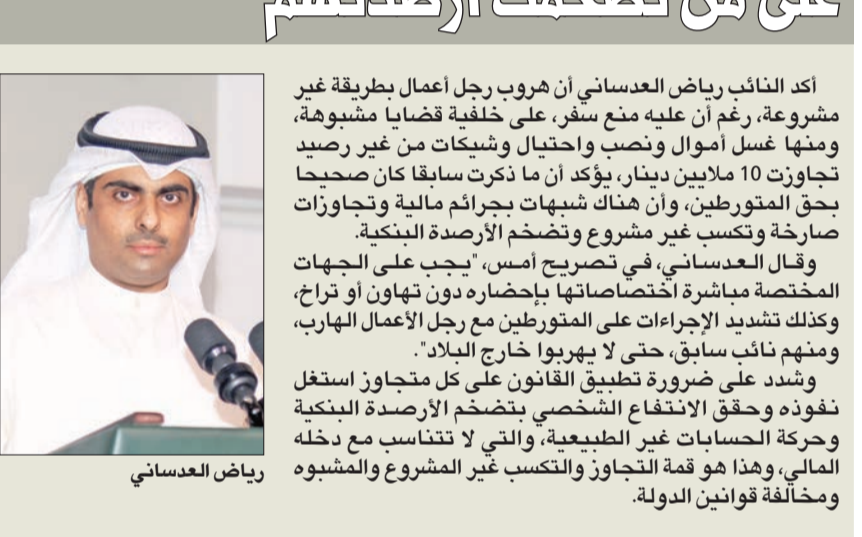 على من تضخمت أرصدتهم
أكد النائب رياض العدساني أن هروب رجل أعمال بطريقة غير
مشروعة، رغم أن عليه منع سفر، على خلفية قضايا مشبوهة،
ومنها غسل أموال ونصب واحتيال وشيكات من غير رصيد
تجاوزت 10 ملايين دينار، يؤكد أن ما ذكرت سابقا كان صحيحا
بحق المتورطين، وأن هناك شبهات بجرائم مالية وتجاوزات
صارخة وتكسب غير مشروع وتضخم الأرصدة البنكية.
وقال العدساني، في تصريح أمس، "يجب على الجهات
المختصة مباشرة اختصاصاتها بإحضاره دون تهاون أو تراخ،
وكذلك تشديد الإجراءات على المتورطين مع رجل الأعمال الهارب،
ومنهم نائب سابق، حتى لا يهربوا خارج البلاد".
وشدد على ضرورة تطبيق القانون على كل متجاوز استغل
نفوذه وحقق الانتفاع الشخصي بتضخم الأرصدة البنكية
وحركة الحسابات غير الطبيعية، والتي لا تتناسب مع دخله
المالي، وهذا هو قمة التجاوز والتكسب غير المشروع والمشبوه
ومخالفة قوانين الدولة.
رياض العدساني